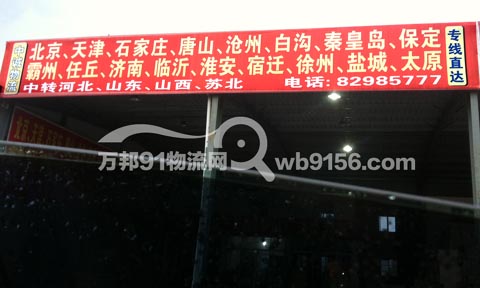 北京、天津、石家庄、唐山、沧州、白沟、秦皇岛、保定
霸州、任丘、济南、临沂、淮安、宿迁、徐州、盐城、太原
中转河北、山东、山西、苏北 电话:82985777
专线直达
万邦91物流网 wb9156.com